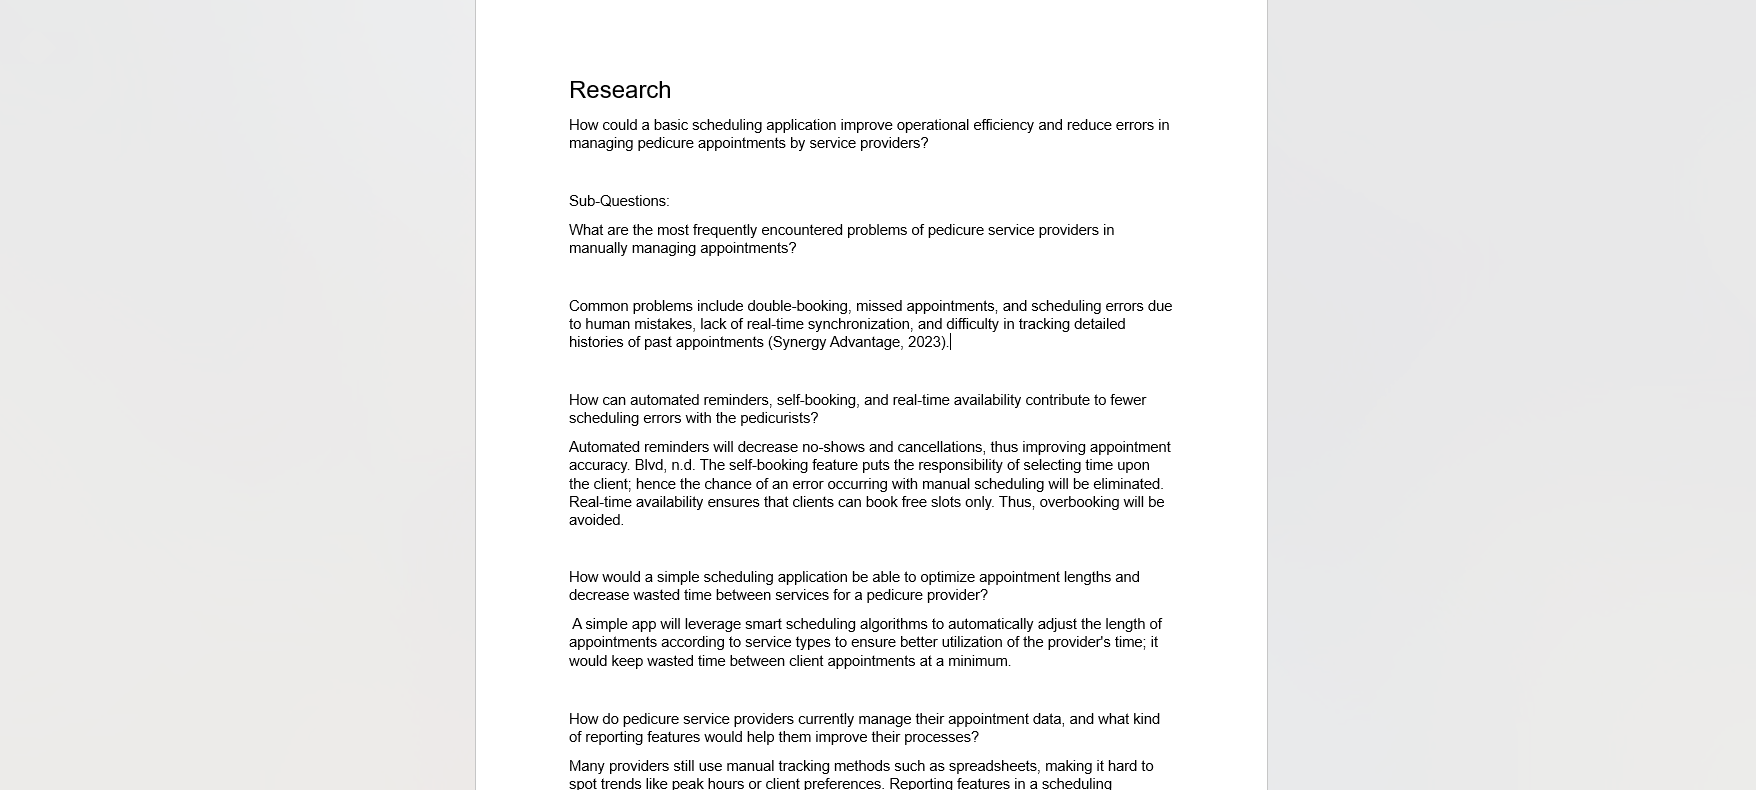 Research
How could a basic scheduling application improve operational efficiency and reduce errors in
managing pedicure appointments by service providers?
Sub-Questions:
What are the most frequently encountered problems of pedicure service providers in
manually managing appointments?
Common problems include double-booking, missed appointments, and scheduling errors due
to human mistakes, lack of real-time synchronization, and difficulty in tracking detailed
histories of past appointments (Synergy Advantage, 2023).
How can automated reminders, self-booking, and real-time availability contribute to fewer
scheduling errors with the pedicurists?
Automated reminders will decrease no-shows and cancellations, thus improving appointment
accuracy. Blvd, n.d. The self-booking feature puts the responsibility of selecting time upon
the client; hence the chance of an error occurring with manual scheduling will be eliminated.
Real-time availability ensures that clients can book free slots only. Thus, overbooking will be
avoided.
How would a simple scheduling application be able to optimize appointment lengths and
decrease wasted time between services for a pedicure provider?
A simple app will leverage smart scheduling algorithms to automatically adjust the length of
appointments according to service types to ensure better utilization of the provider's time; it
would keep wasted time between client appointments at a minimum.
How do pedicure service providers currently manage their appointment data, and what kind
of reporting features would help them improve their processes?
Many providers still use manual tracking methods such as spreadsheets, making it hard to
spot trends like peak hours or client preferences. Reporting features in a scheduling